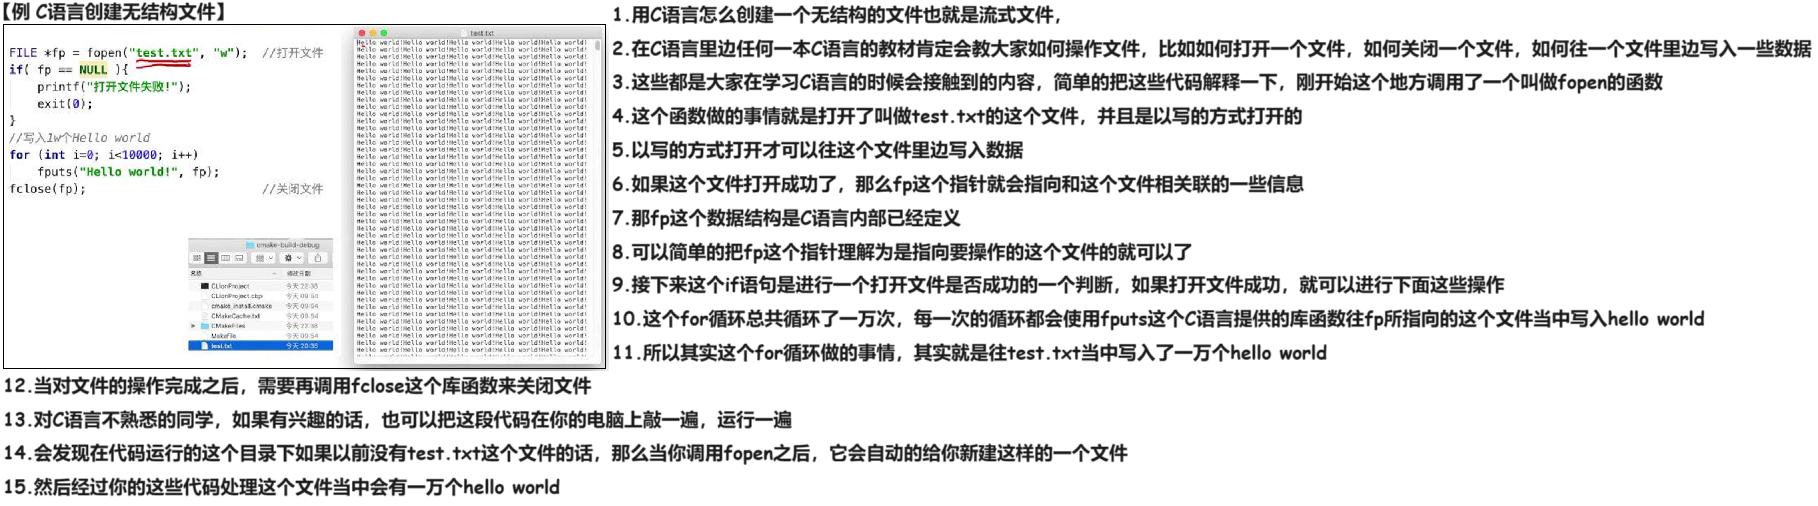 【例 C语言创建无结构文件】
FILE *fp = fopen("test.txt", "w");  //打开文件
if( fp == NULL ){
    printf("打开文件失败!");
    exit(0);
}
//写入1w个Hello world
for (int i=0; i<10000; i++)
    fputs("Hello world!", fp);
fclose(fp);  //关闭文件
test.txt
Hello world!Hello world!Hello world!Hello world!Hello world!
cmake-build-debug
名称 修改日期
CLionProject 今天 22:38
CLionProject.cbp 今天 09:54
cmake_install.cmake 今天 09:54
CMakeCache.txt 今天 09:54
CMakeFiles 今天 22:38
Makefile 今天 09:54
test.txt 今天 20:38
1.用C语言怎么创建一个无结构的文件也就是流式文件，
2.在C语言里边任何一本C语言的教材肯定会教大家如何操作文件，比如如何打开一个文件，如何关闭一个文件，如何往一个文件里边写入一些数据
3.这些都是大家在学习C语言的时候会接触到的内容，简单的把这些代码解释一下，刚开始这个地方调用了一个叫做fopen的函数
4.这个函数做的事情就是打开了叫做test.txt的这个文件，并且是以写的方式打开的
5.以写的方式打开才可以往这个文件里边写入数据
6.如果这个文件打开成功了，那么fp这个指针就会指向和这个文件相关联的一些信息
7.那fp这个数据结构是C语言内部已经定义
8.可以简单的把fp这个指针理解为是指向要操作的这个文件的就可以了
9.接下来这个if语句是进行一个打开文件是否成功的一个判断，如果打开文件成功，就可以进行下面这些操作
10.这个for循环总共循环了一万次，每一次的循环都会使用fputs这个C语言提供的库函数往fp所指向的这个文件当中写入hello world
11.所以其实这个for循环做的事情，其实就是往test.txt当中写入了一万个hello world
12.当对文件的操作完成之后，需要再调用fclose这个库函数来关闭文件
13.对C语言不熟悉的同学，如果有兴趣的话，也可以把这段代码在你的电脑上敲一遍，运行一遍
14.会发现在代码运行的这个目录下如果以前没有test.txt这个文件的话，那么当你调用fopen之后，它会自动的给你新建这样的一个文件
15.然后经过你的这些代码处理这个文件当中会有一万个hello world